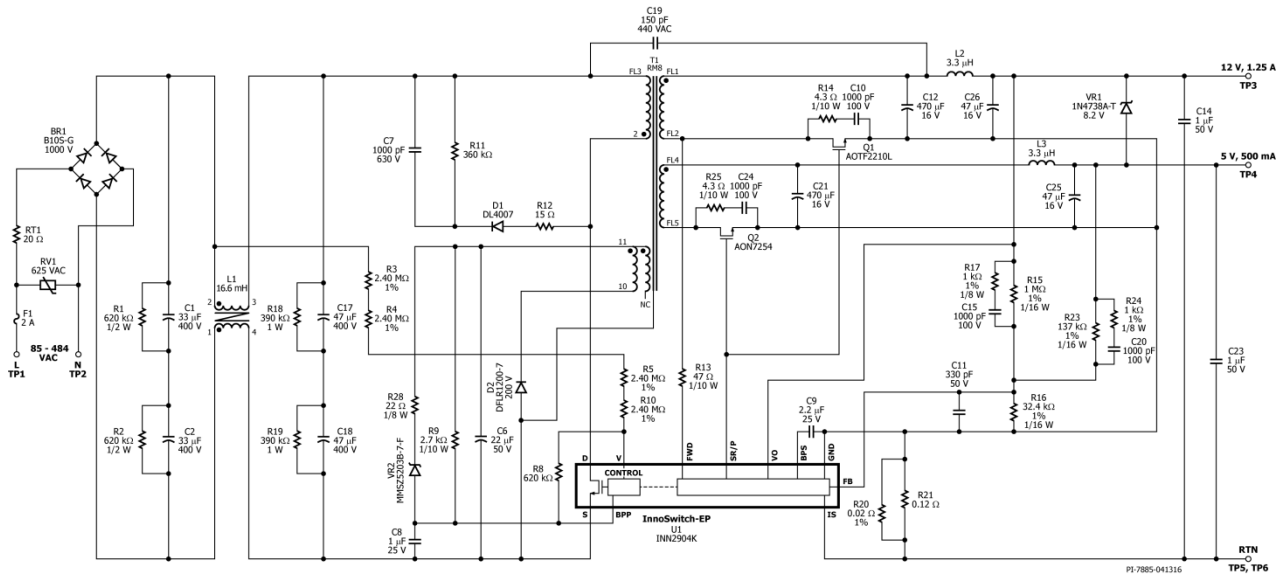 C19
150 pF
440 VAC
T1
RM8
FL3
FL1
2
FL2
FL4
FL5
11
10
NC
L2
3.3 µH
12 V, 1.25 A
TP3
R14
4.3 Ω
1/10 W
C10
1000 pF
100 V
C12
470 µF
16 V
C26
47 µF
16 V
VR1
1N4738A-T
8.2 V
C14
1 µF
50 V
Q1
AOTF2210L
BR1
B10S-G
1000 V
C7
1000 pF
630 V
R11
360 kΩ
L3
3.3 µH
5 V, 500 mA
TP4
R25
4.3 Ω
1/10 W
C24
1000 pF
100 V
C21
470 µF
16 V
C25
47 µF
16 V
D1
DL4007
R12
15 Ω
Q2
AON7254
RT1
20 Ω
RV1
625 VAC
F1
2 A
85 - 484
VAC
L
TP1
N
TP2
R1
620 kΩ
1/2 W
C1
33 µF
400 V
L1
16.6 mH
2
3
1
4
R18
390 kΩ
1 W
C17
47 µF
400 V
R3
2.40 MΩ
1%
R4
2.40 MΩ
1%
R17
1 kΩ
1%
1/8 W
R15
1 MΩ
1%
1/16 W
C15
1000 pF
100 V
R24
1 kΩ
1%
1/8 W
R23
137 kΩ
1%
1/16 W
C20
1000 pF
100 V
C23
1 µF
50 V
R2
620 kΩ
1/2 W
C2
33 µF
400 V
R19
390 kΩ
1 W
C18
47 µF
400 V
D2
DFLR1200-7
200 V
R5
2.40 MΩ
1%
R10
2.40 MΩ
1%
R13
47 Ω
1/10 W
C11
330 pF
50 V
R16
32.4 kΩ
1%
1/16 W
R28
22 Ω
1/8 W
R9
2.7 kΩ
1/10 W
C6
22 µF
50 V
C9
2.2 µF
25 V
VR2
MMSZ5203B-7-F
R8
620 kΩ
D
V
FWD
SR/P
VO
BPS
GND
CONTROL
FB
S
BPP
IS
InnoSwitch-EP
U1
INN2904K
R20
0.02 Ω
1%
R21
0.12 Ω
C8
1 µF
25 V
RTN
TP5, TP6
PI-7885-041316